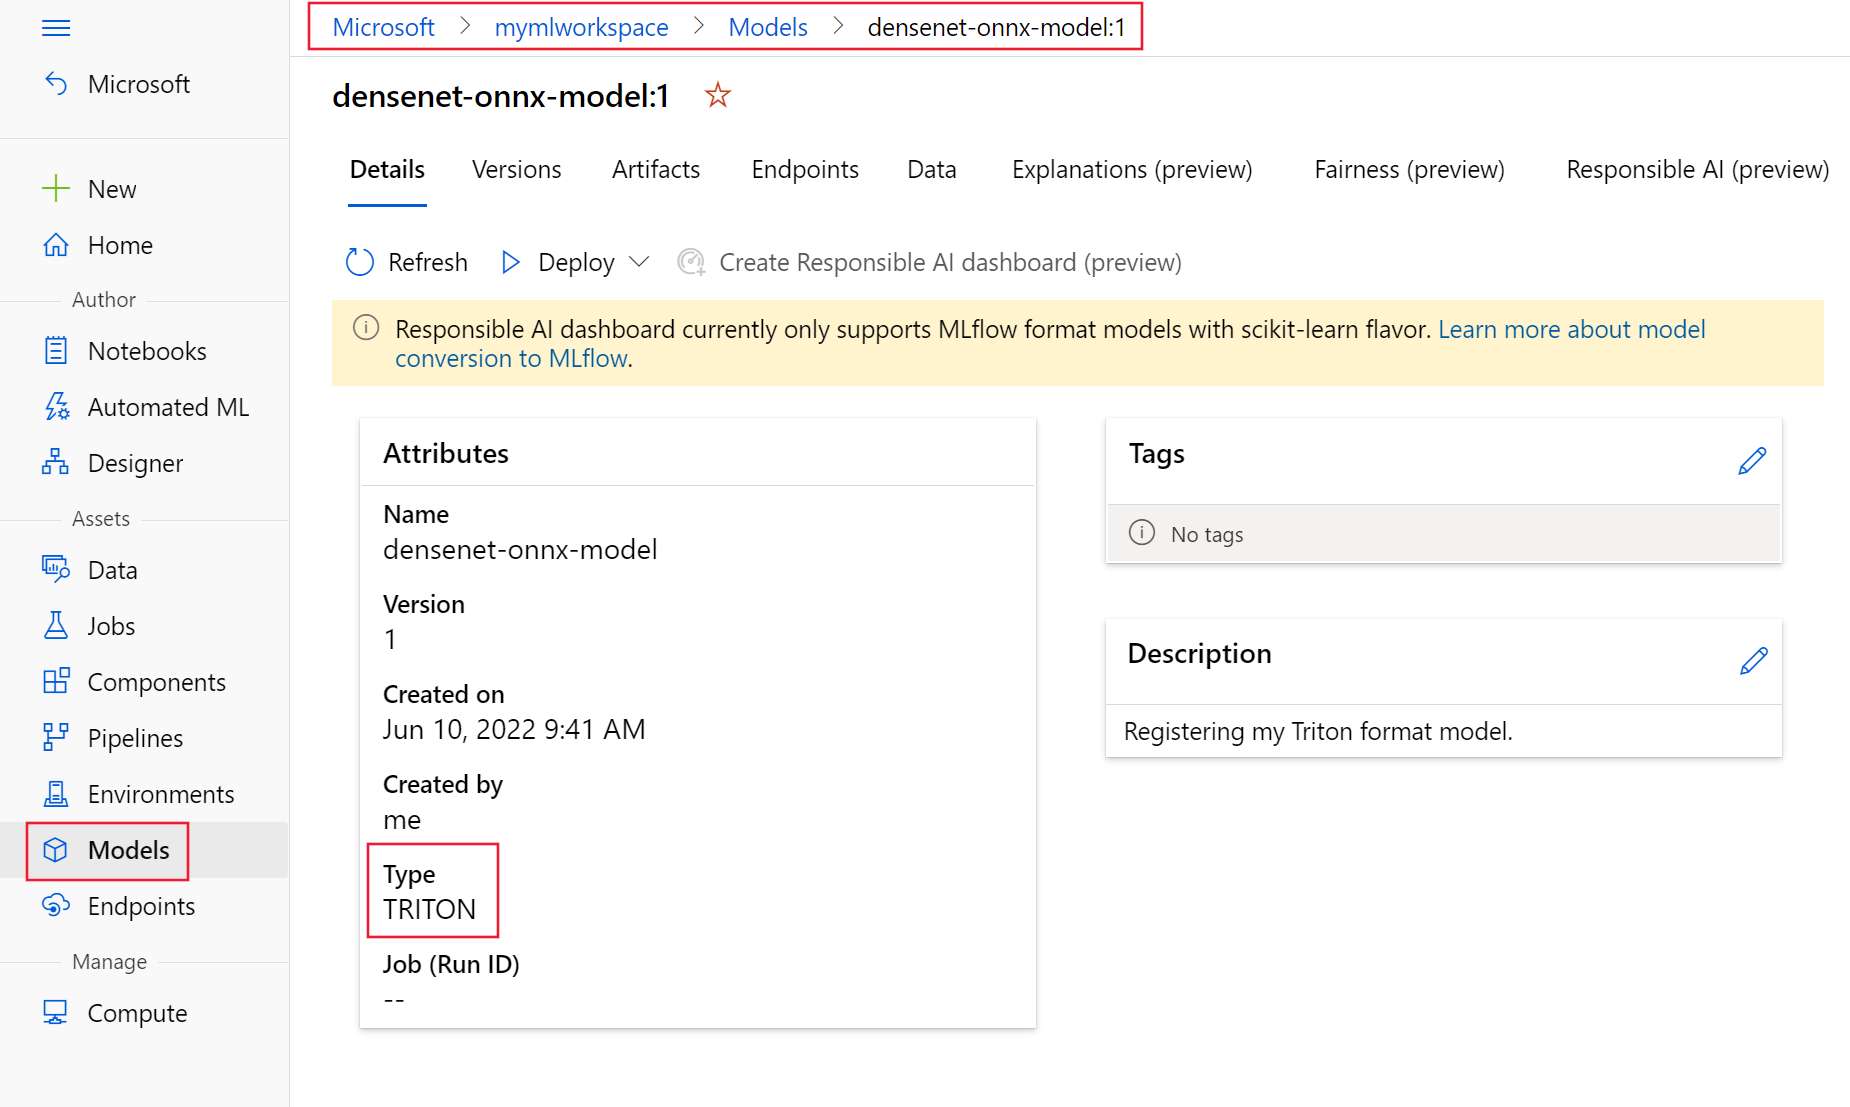 Microsoft > mymlworkspace > Models > densenet-onnx-model:1
Microsoft
New
Home
Author
Notebooks
Automated ML
Designer
Assets
Data
Jobs
Components
Pipelines
Environments
Models
Endpoints
Manage
Compute
densenet-onnx-model:1
Details Versions Artifacts Endpoints Data Explanations (preview) Fairness (preview) Responsible AI (preview)
Refresh Deploy Create Responsible AI dashboard (preview)
Responsible AI dashboard currently only supports MLflow format models with scikit-learn flavor. Learn more about model
conversion to MLflow.
Attributes
Name
densenet-onnx-model
Version
1
Created on
Jun 10, 2022 9:41 AM
Created by
me
Type
TRITON
Job (Run ID)
--
Tags
No tags
Description
Registering my Triton format model.